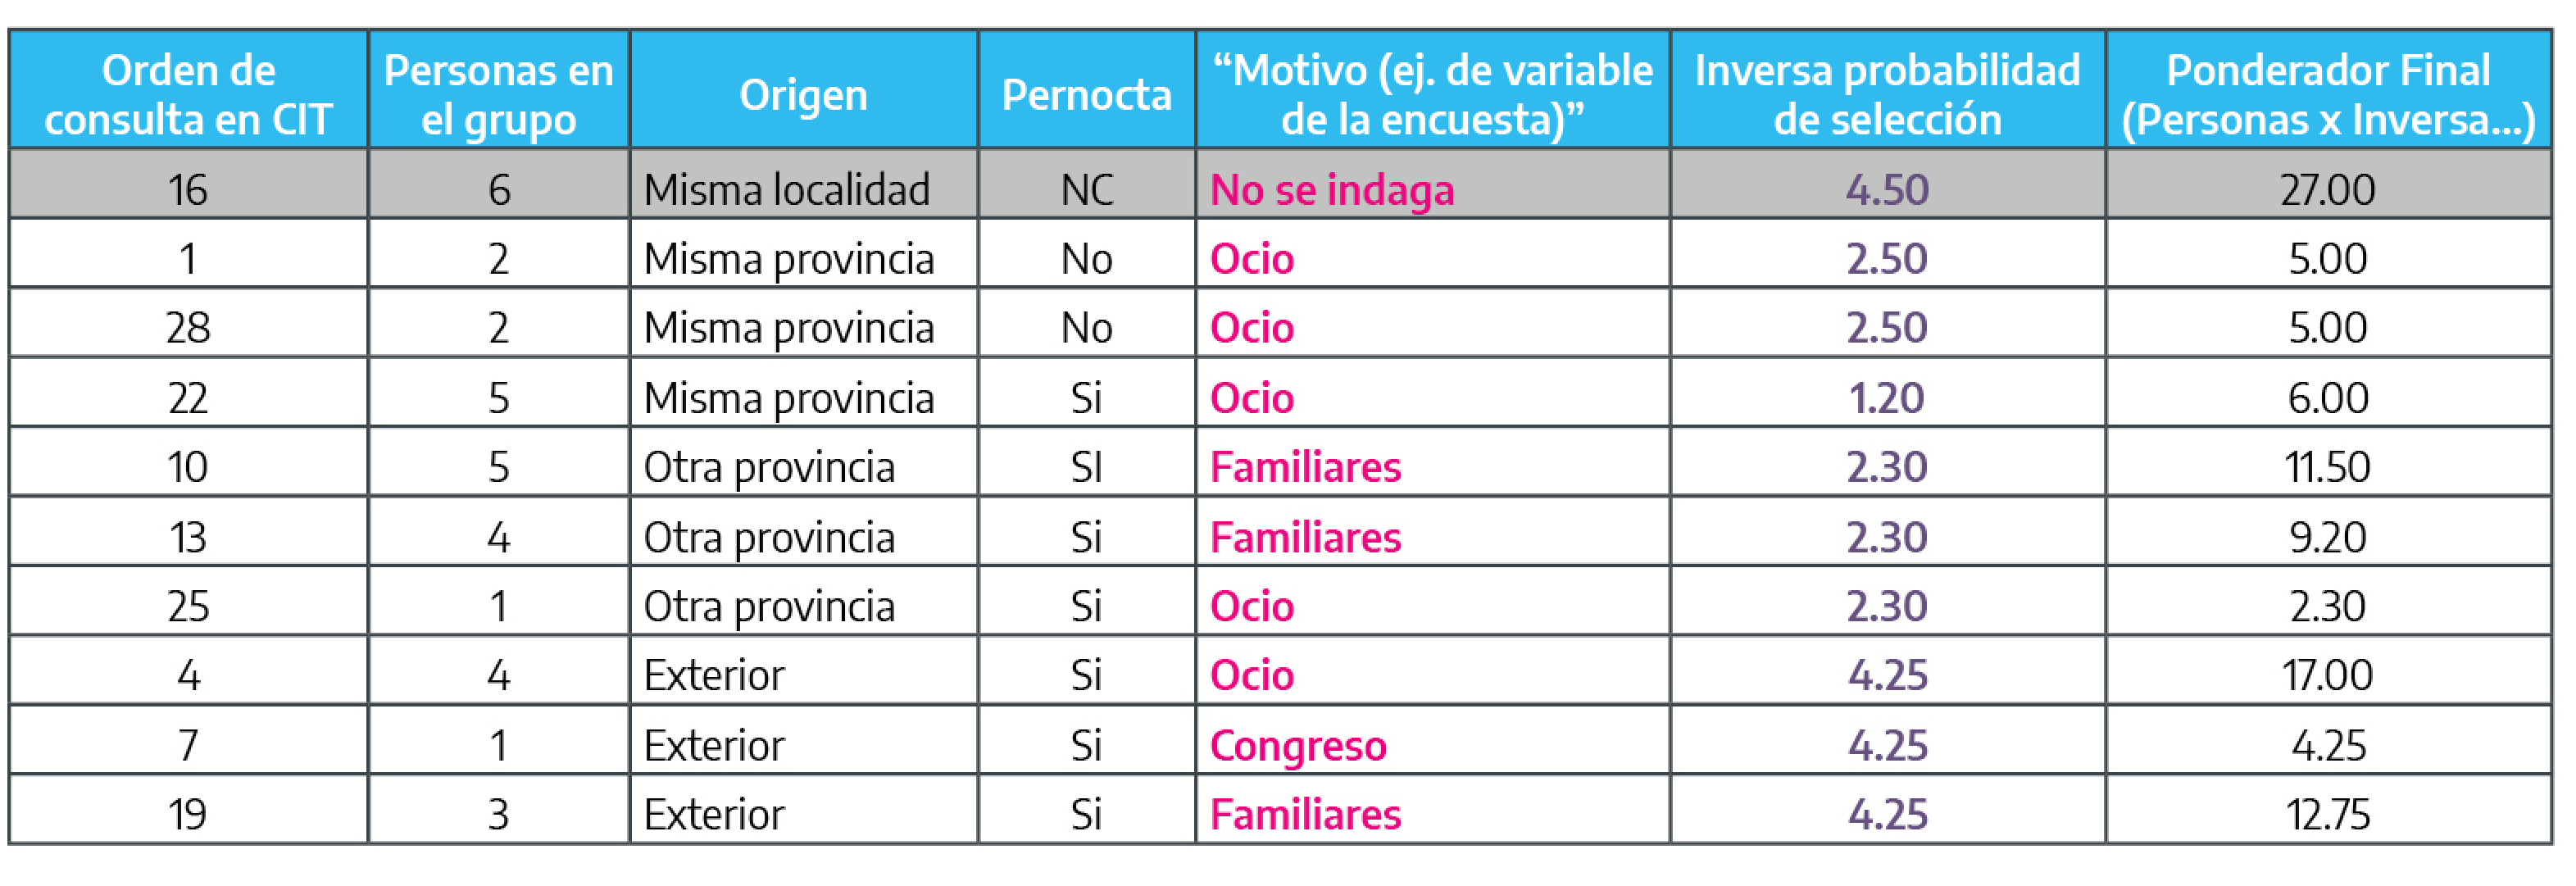 Orden de consulta en CIT | Personas en el grupo | Origen | Pernocta | “Motivo (ej. de variable de la encuesta)” | Inversa probabilidad de selección | Ponderador Final (Personas x Inversa...)
16 | 6 | Misma localidad | NC | No se indaga | 4.50 | 27.00
1 | 2 | Misma provincia | No | Ocio | 2.50 | 5.00
28 | 2 | Misma provincia | No | Ocio | 2.50 | 5.00
22 | 5 | Misma provincia | Si | Ocio | 1.20 | 6.00
10 | 5 | Otra provincia | SI | Familiares | 2.30 | 11.50
13 | 4 | Otra provincia | Si | Familiares | 2.30 | 9.20
25 | 1 | Otra provincia | Si | Ocio | 2.30 | 2.30
4 | 4 | Exterior | Si | Ocio | 4.25 | 17.00
7 | 1 | Exterior | Si | Congreso | 4.25 | 4.25
19 | 3 | Exterior | Si | Familiares | 4.25 | 12.75